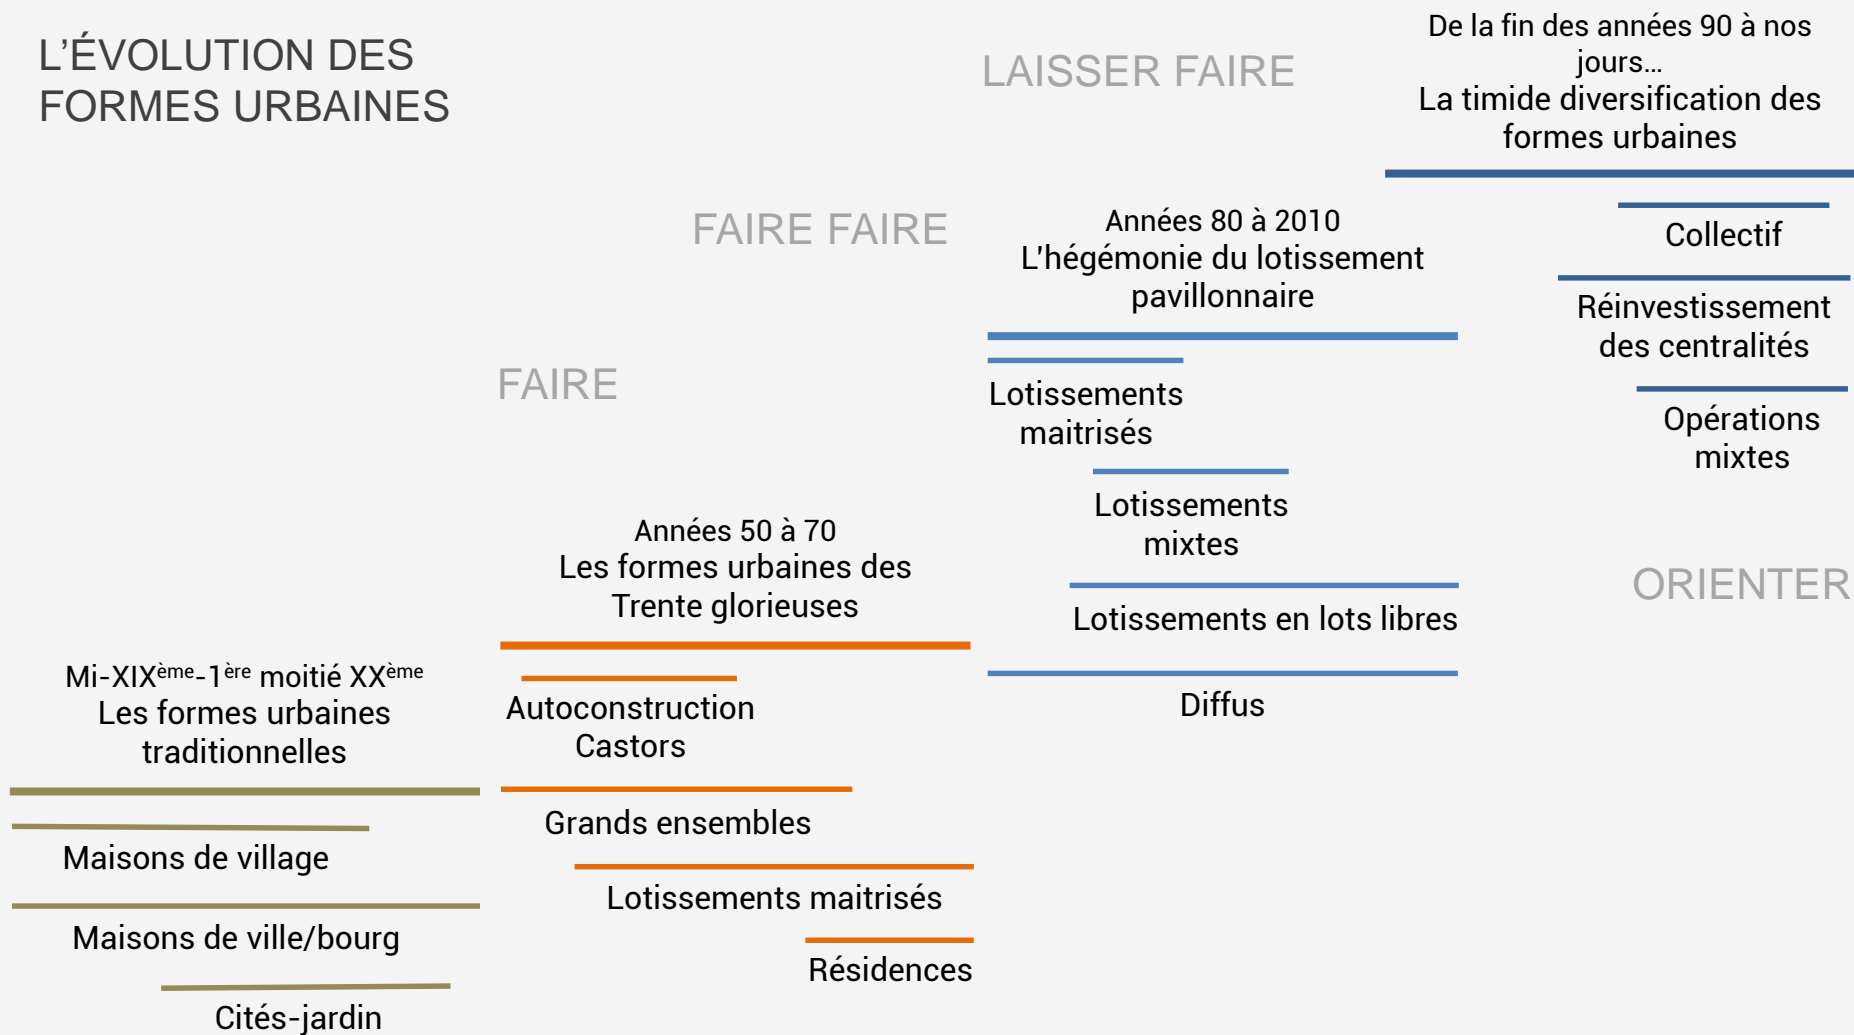 L'ÉVOLUTION DES
FORMES URBAINES
Mi-XIXème-1ère moitié XXème
Les formes urbaines
traditionnelles
Maisons de village
Maisons de ville/bourg
Cités-jardin
FAIRE
Années 50 à 70
Les formes urbaines des
Trente glorieuses
Autoconstruction
Castors
Grands ensembles
Lotissements maitrisés
Résidences
FAIRE FAIRE
LAISSER FAIRE
Années 80 à 2010
L'hégémonie du lotissement
pavillonnaire
Lotissements
maitrisés
Lotissements
mixtes
Lotissements en lots libres
Diffus
De la fin des années 90 à nos
jours…
La timide diversification des
formes urbaines
Collectif
Réinvestissement
des centralités
Opérations
mixtes
ORIENTER